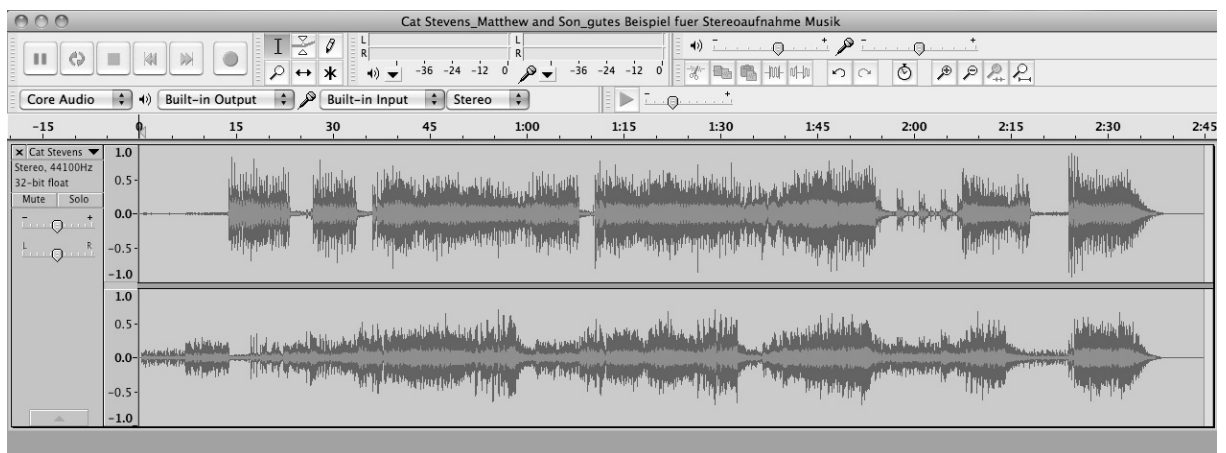 Cat Stevens_Matthew and Son_gutes Beispiel fuer Stereoaufnahme Musik
L
R
-36 -24 -12 0
L
R
-36 -24 -12 0
- +
- +
Core Audio
Built-in Output
Built-in Input
Stereo
- +
-15 0 15 30 45 1:00 1:15 1:30 1:45 2:00 2:15 2:30 2:45
Cat Stevens
Stereo, 44100Hz
32-bit float
Mute Solo
- +
L R
1.0
0.5-
0.0-
-0.5-
-1.0
1.0
0.5-
0.0-
-0.5-
-1.0